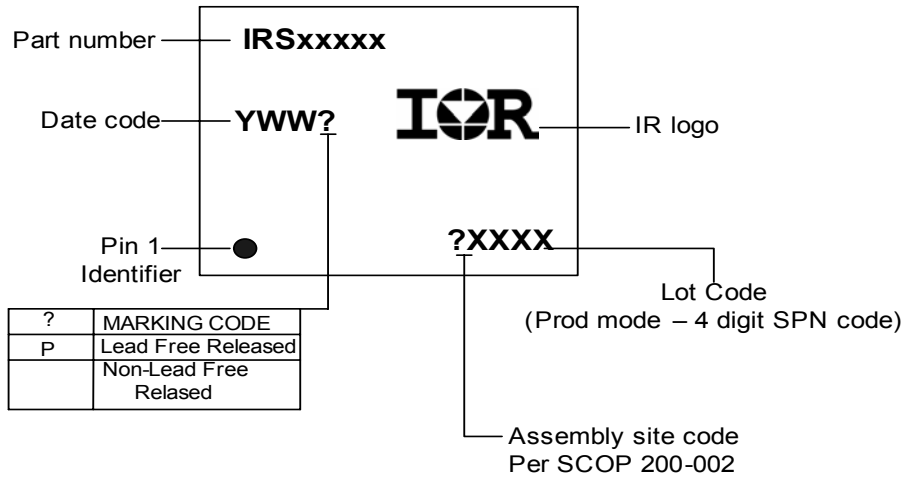 Part number
IRSxxxxx
Date code
YWW?
IOR
IR logo
Pin 1
Identifier
?XXXX
Lot Code
(Prod mode – 4 digit SPN code)
? MARKING CODE
P Lead Free Released
Non-Lead Free
Relased
Assembly site code
Per SCOP 200-002